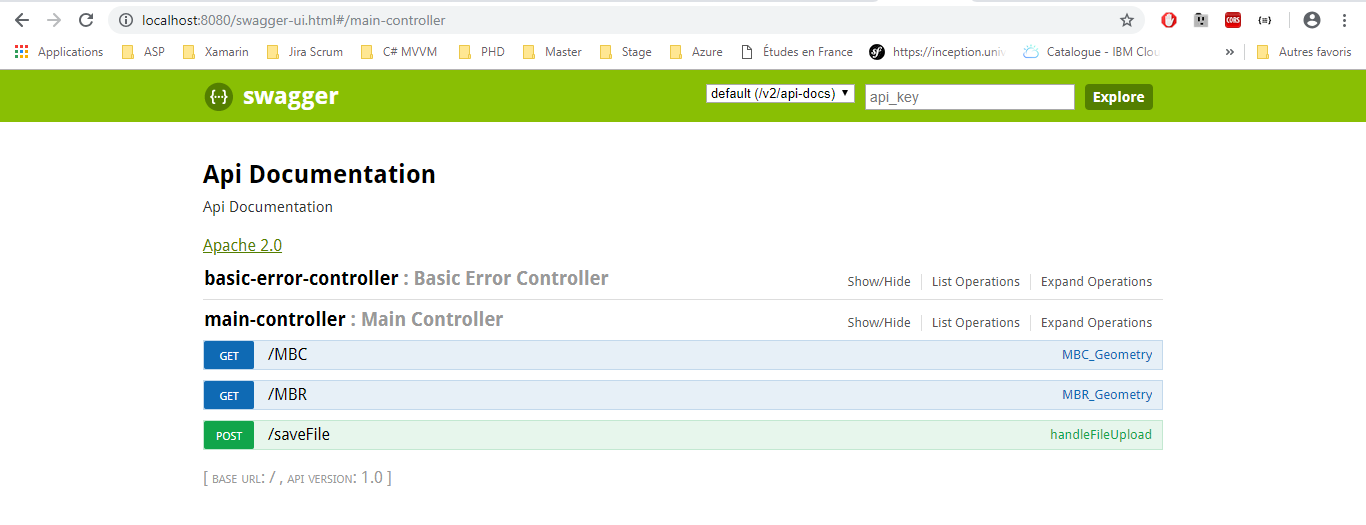 localhost:8080/swagger-ui.html#/main-controller
CORS
Applications ASP Xamarin Jira Scrum C# MVVM PHD Master Stage Azure Études en France https://inception.univ Catalogue - IBM Clou » Autres favoris
{··} swagger default (/v2/api-docs) api_key Explore
Api Documentation
Api Documentation
Apache 2.0
basic-error-controller : Basic Error Controller Show/Hide List Operations Expand Operations
main-controller : Main Controller Show/Hide List Operations Expand Operations
GET /MBC MBC_Geometry
GET /MBR MBR_Geometry
POST /saveFile handleFileUpload
[ BASE URL: / , API VERSION: 1.0 ]